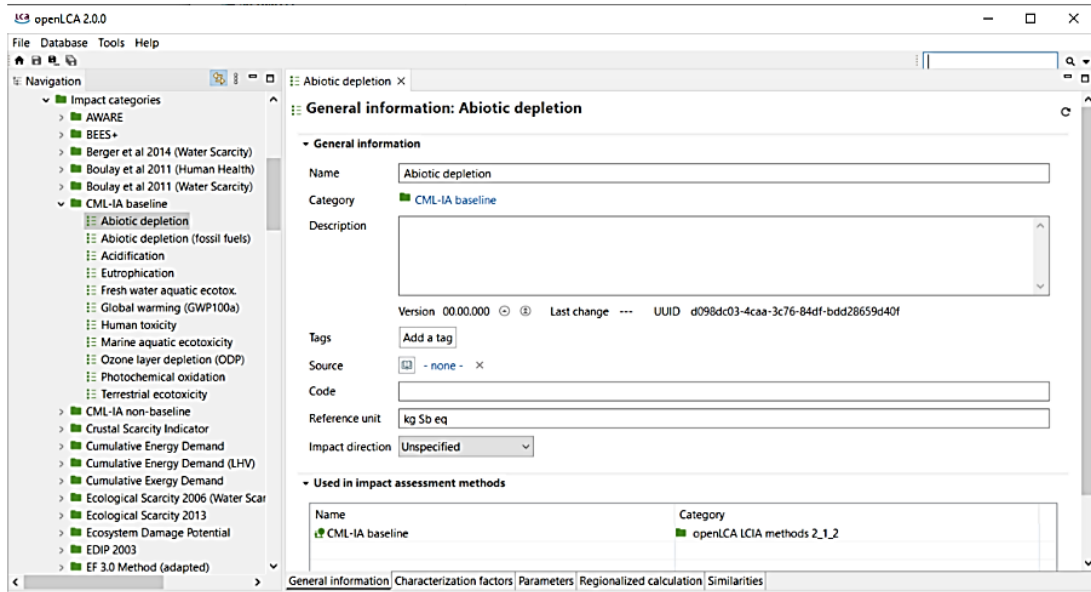 LCA openLCA 2.0.0
File Database Tools Help
Navigation
Impact categories
AWARE
BEES+
Berger et al 2014 (Water Scarcity)
Boulay et al 2011 (Human Health)
Boulay et al 2011 (Water Scarcity)
CML-IA baseline
Abiotic depletion
Abiotic depletion (fossil fuels)
Acidification
Eutrophication
Fresh water aquatic ecotox.
Global warming (GWP100a)
Human toxicity
Marine aquatic ecotoxicity
Ozone layer depletion (ODP)
Photochemical oxidation
Terrestrial ecotoxicity
CML-IA non-baseline
Crustal Scarcity Indicator
Cumulative Energy Demand
Cumulative Energy Demand (LHV)
Cumulative Exergy Demand
Ecological Scarcity 2006 (Water Scar
Ecological Scarcity 2013
Ecosystem Damage Potential
EDIP 2003
EF 3.0 Method (adapted)
Abiotic depletion
General information: Abiotic depletion
General information
Name Abiotic depletion
Category CML-IA baseline
Description
Version 00.00.000 Last change --- UUID d098dc03-4caa-3c76-84df-bdd28659d40f
Tags Add a tag
Source - none -
Code
Reference unit kg Sb eq
Impact direction Unspecified
Used in impact assessment methods
Name Category
CML-IA baseline openLCA LCIA methods 2_1_2
General information Characterization factors Parameters Regionalized calculation Similarities